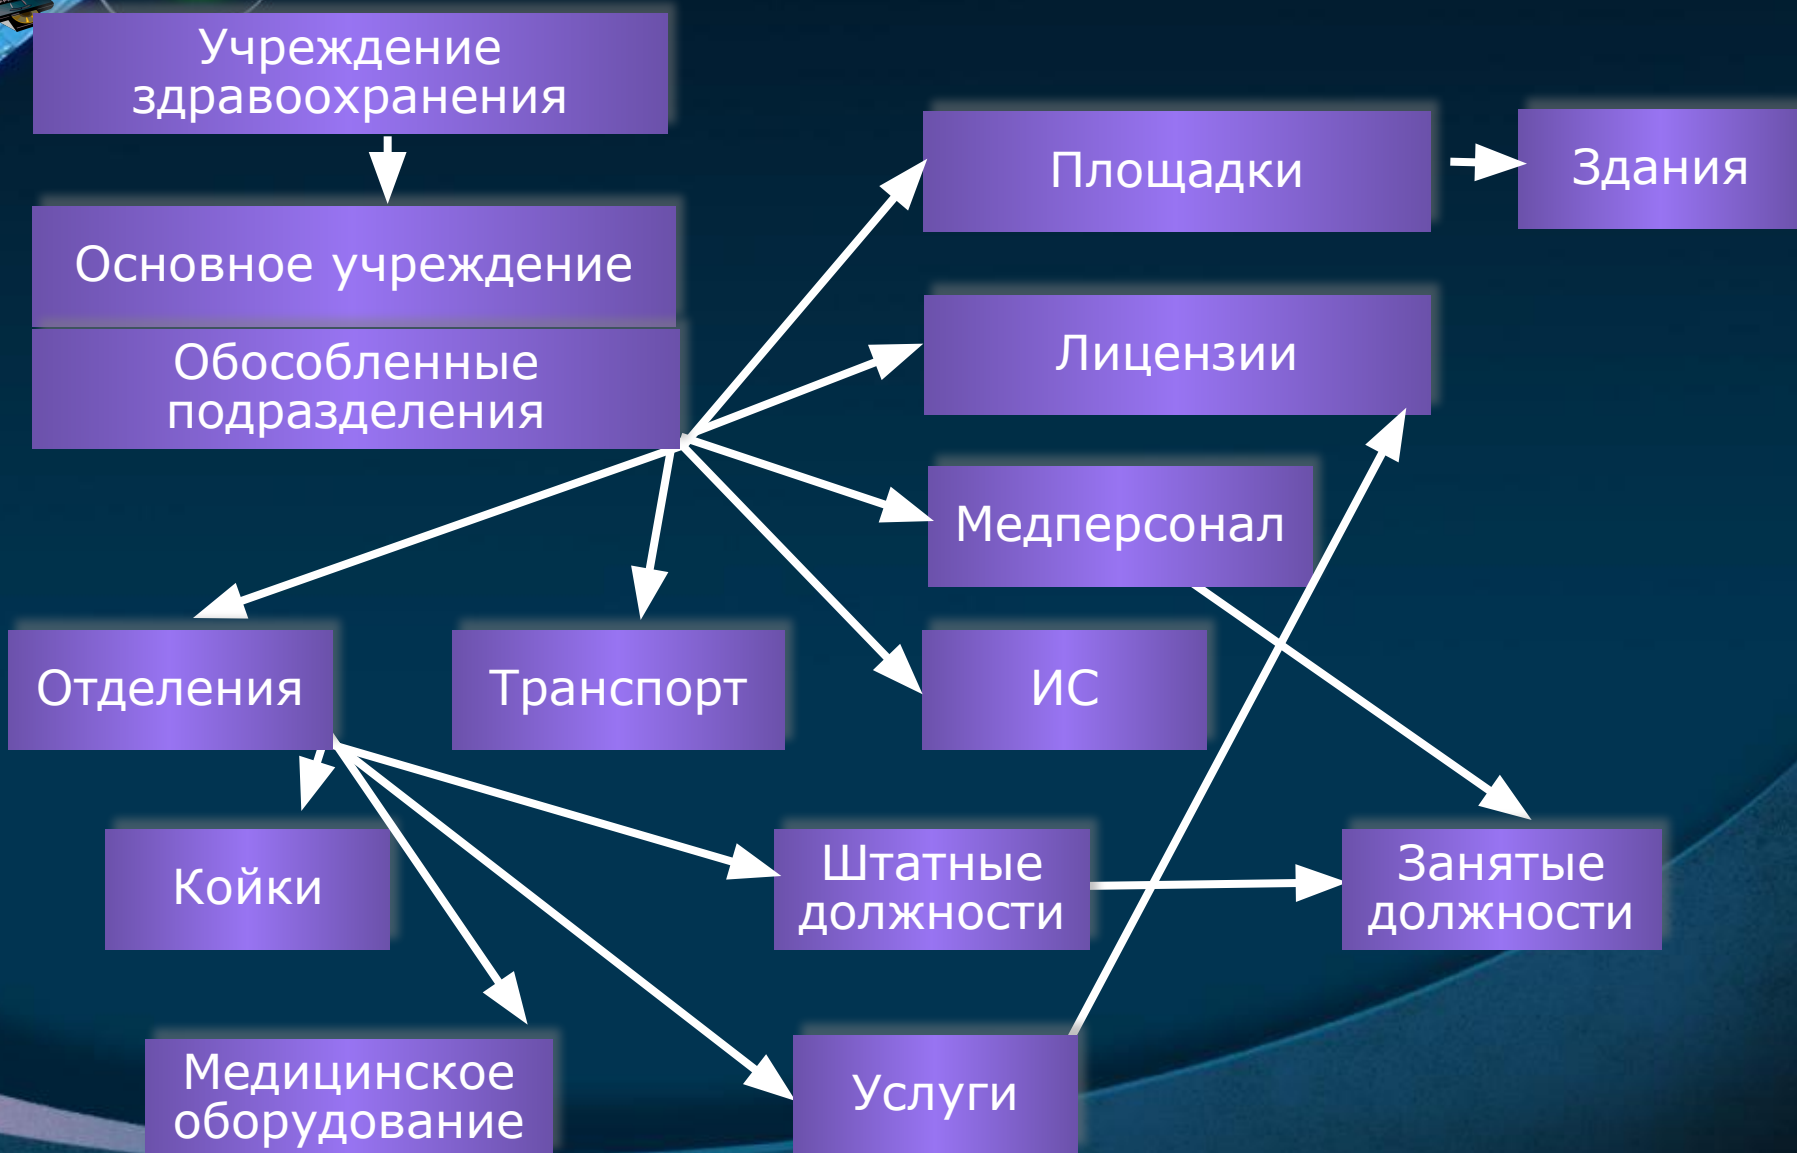 Учреждение
здравоохранения
Основное учреждение
Обособленные
подразделения
Площадки
Здания
Лицензии
Медперсонал
Отделения
Транспорт
ИС
Койки
Штатные
должности
Занятые
должности
Медицинское
оборудование
Услуги